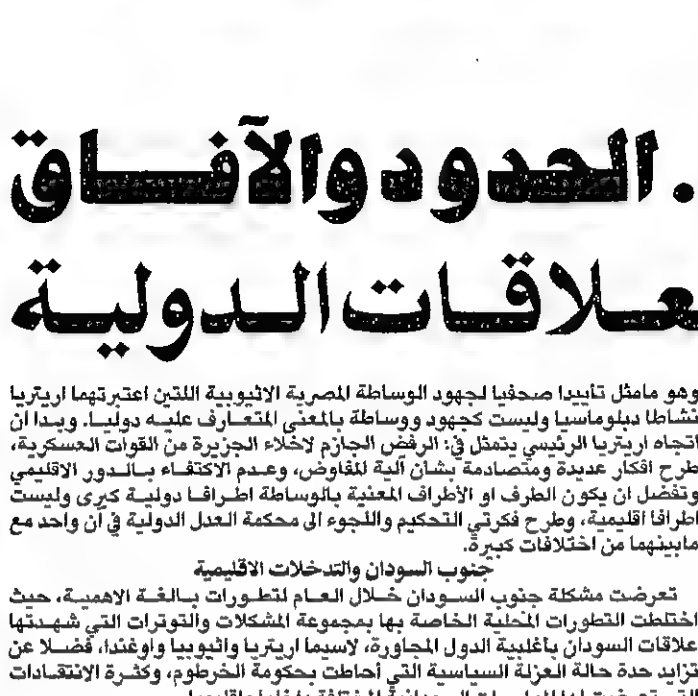 . الحدود والآفاق
علاقات الدولية
وهو مامثل تأييدا صحفيا لجهود الوساطة المصرية الاثيوبية اللتين اعتبرتهما اريتريا
نشاطا دبلوماسيا وليست كجهود ووساطة بالمعنى المتعارف عليه دوليا. وبدا ان
اتجاه اريتريا الرئيسي يتمثل في: الرفض الجازم لاخلاء الجزيرة من القوات العسكرية،
طرح افكار عديدة ومتصادمة بشأن آلية المفاوض، وعدم الاكتفاء بالدور الاقليمي
وتفضل ان يكون الطرف او الأطراف المعنية بالوساطة اطرافا دولية كبرى وليست
اطرافا اقليمية، وطرح فكرتي التحكيم واللجوء الى محكمة العدل الدولية في آن واحد مع
مابينهما من اختلافات كبيرة.
جنوب السودان والتدخلات الاقليمية
تعرضت مشكلة جنوب السودان خلال العام لتطورات بالغة الاهمية، حيث
اختلطت التطورات المحلية الخاصة بها بمجموعة المشكلات والتوترات التي شهدتها
علاقات السودان بأغلبية الدول المجاورة، لاسيما اريتريا واثيوبيا واوغندا، فضلا عن
تزايد حدة حالة العزلة السياسية التي أحاطت بحكومة الخرطوم، وكثرة الانتقادات